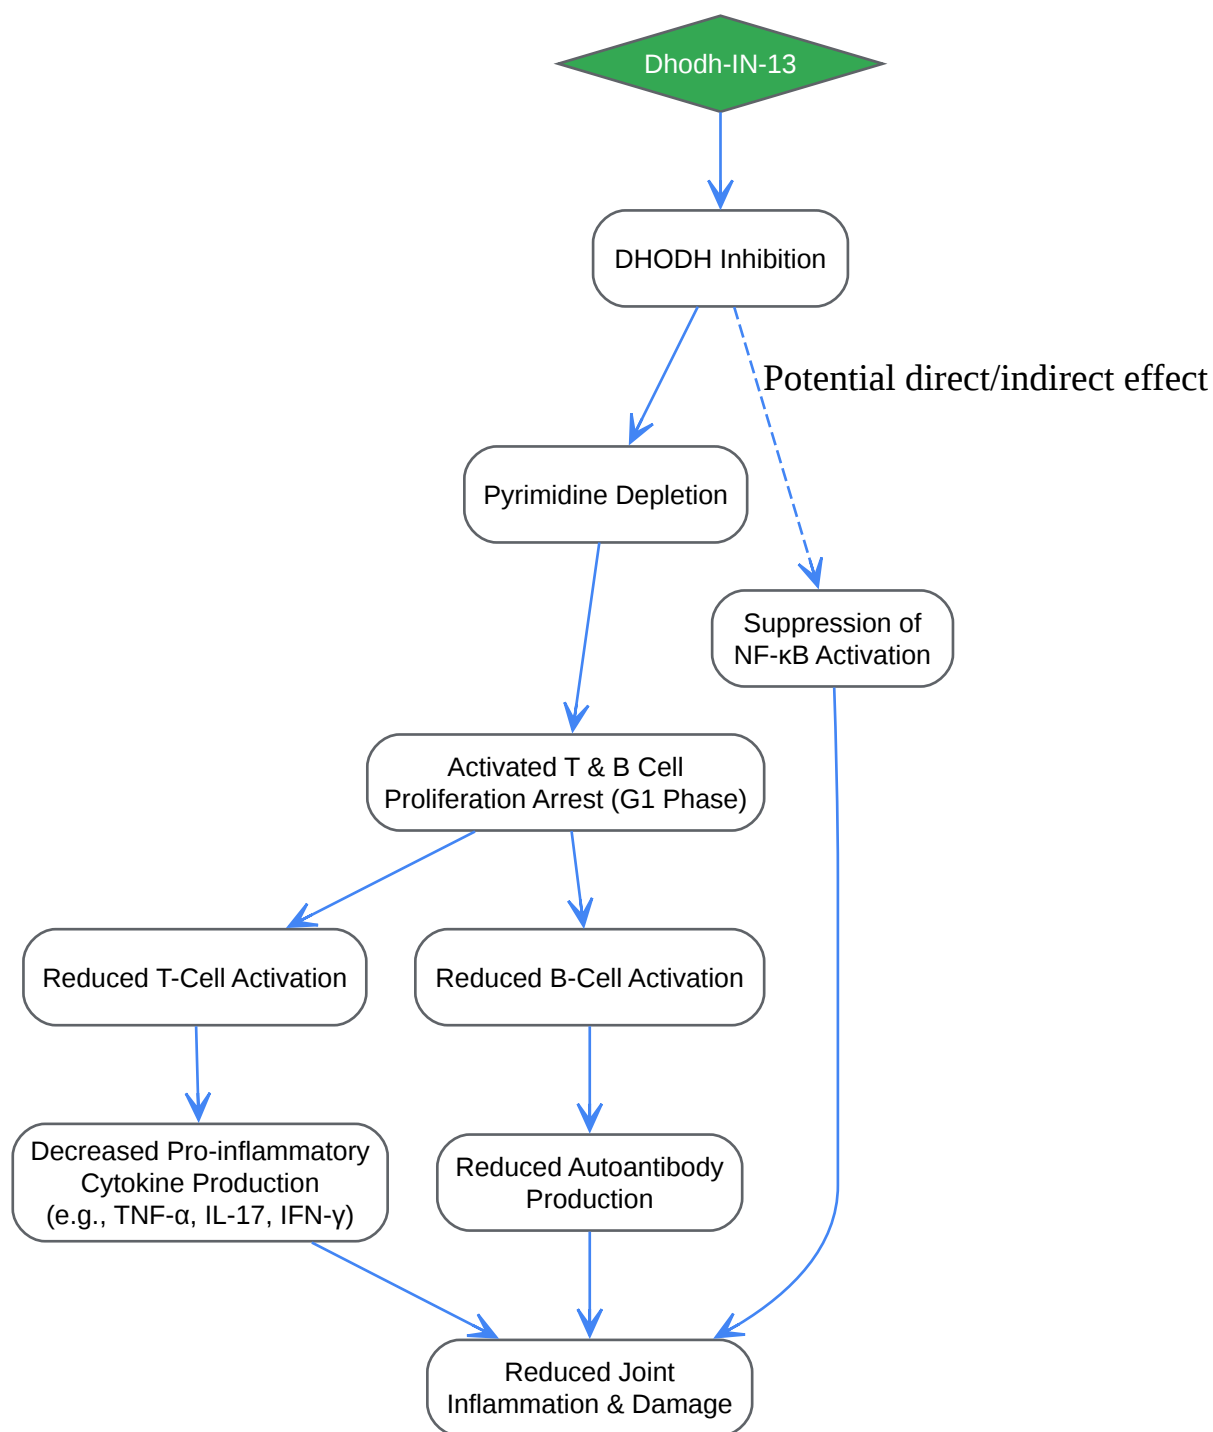 Dhodh-IN-13
DHODH Inhibition
Potential direct/indirect effect
Pyrimidine Depletion
Suppression of
NF-κB Activation
Activated T & B Cell
Proliferation Arrest (G1 Phase)
Reduced T-Cell Activation
Reduced B-Cell Activation
Decreased Pro-inflammatory
Cytokine Production
(e.g., TNF-α, IL-17, IFN-γ)
Reduced Autoantibody
Production
Reduced Joint
Inflammation & Damage